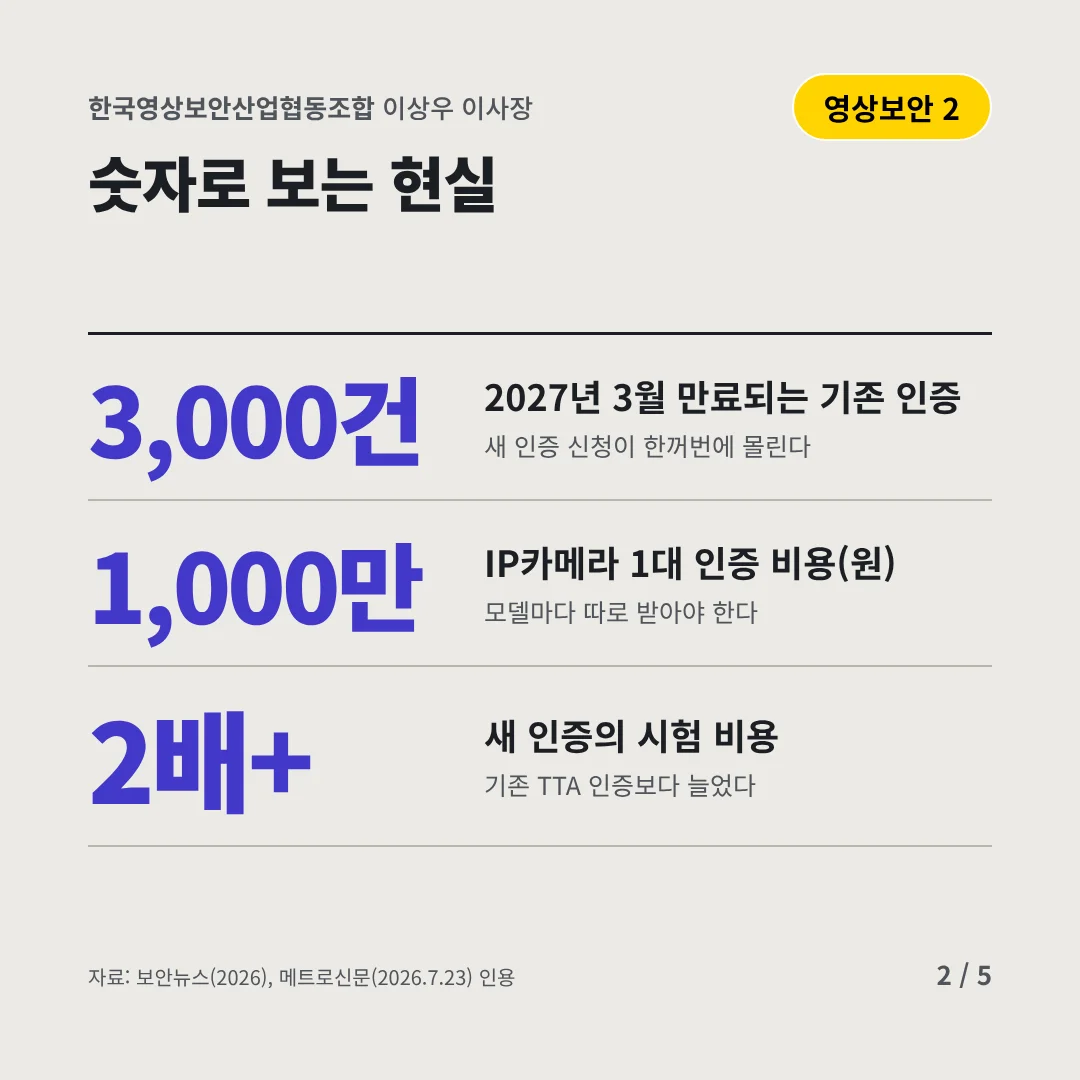 한국영상보안산업협동조합 이상우 이사장
영상보안 2
숫자로 보는 현실
3,000건
2027년 3월 만료되는 기존 인증
새 인증 신청이 한꺼번에 몰린다
1,000만
IP카메라 1대 인증 비용(원)
모델마다 따로 받아야 한다
2배+
새 인증의 시험 비용
기존 TTA 인증보다 늘었다
자료: 보안뉴스(2026), 메트로신문(2026.7.23) 인용
2 / 5